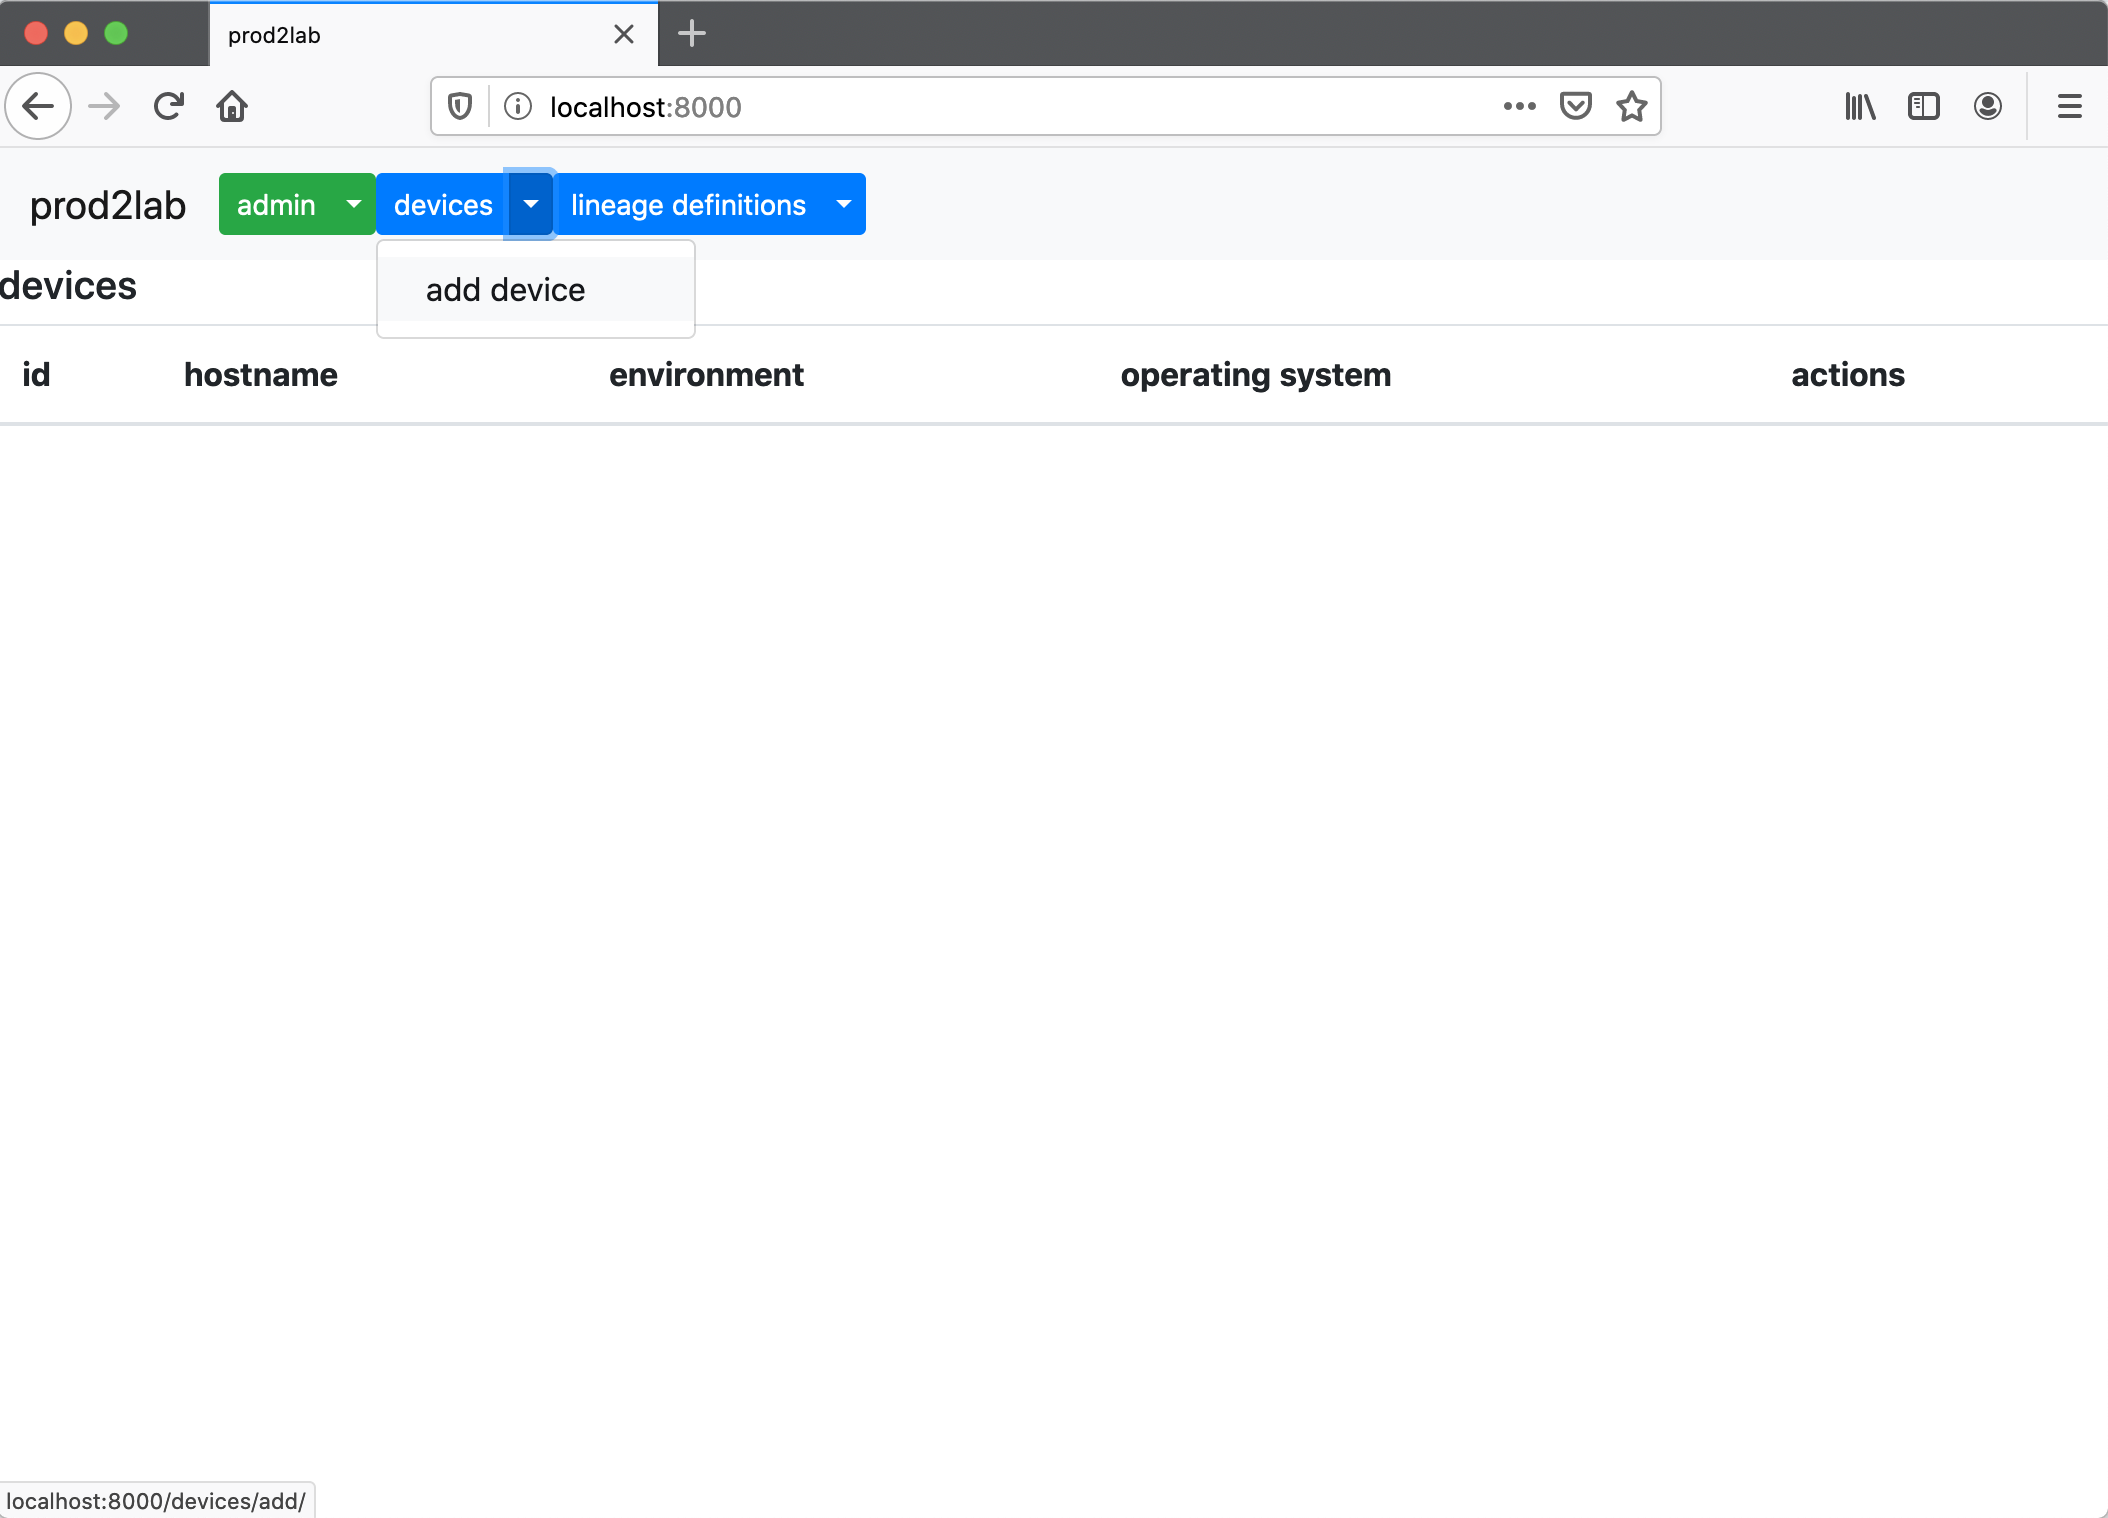 prod2lab
localhost:8000
prod2lab admin devices lineage definitions
add device
devices
id hostname environment operating system actions
localhost:8000/devices/add/